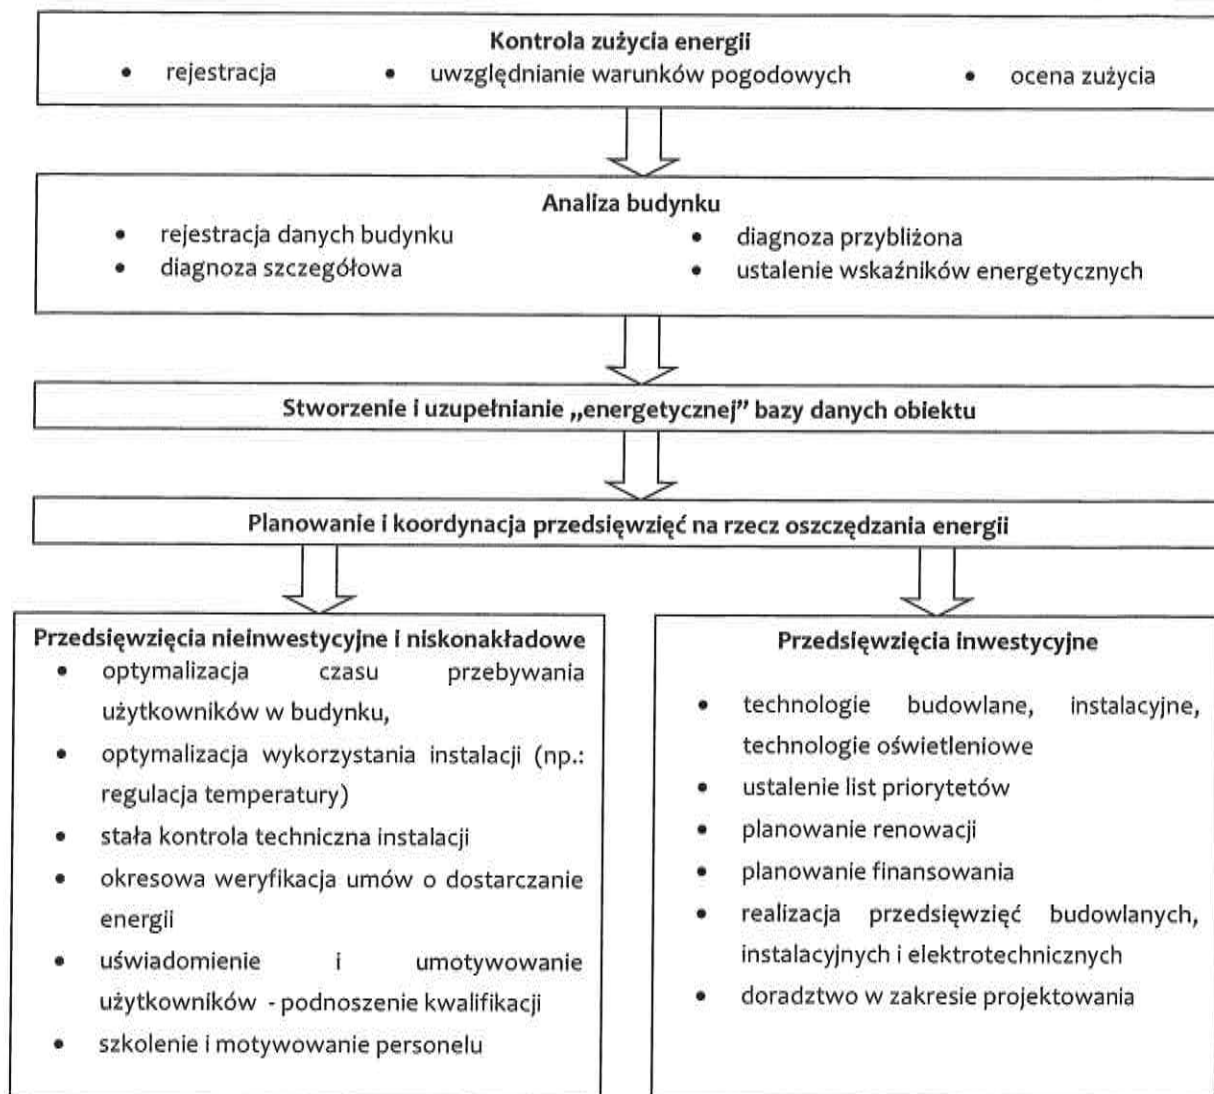 Kontrola zużycia energii
• rejestracja • uwzględnianie warunków pogodowych • ocena zużycia
Analiza budynku
• rejestracja danych budynku • diagnoza przybliżona
• diagnoza szczegółowa • ustalenie wskaźników energetycznych
Stworzenie i uzupełnianie „energetycznej” bazy danych obiektu
Planowanie i koordynacja przedsięwzięć na rzecz oszczędzania energii
Przedsięwzięcia nieinwestycyjne i niskonakładowe
• optymalizacja czasu przebywania
użytkowników w budynku,
• optymalizacja wykorzystania instalacji (np.:
regulacja temperatury)
• stała kontrola techniczna instalacji
• okresowa weryfikacja umów o dostarczanie
energii
• uświadomienie i umotywowanie
użytkowników - podnoszenie kwalifikacji
• szkolenie i motywowanie personelu
Przedsięwzięcia inwestycyjne
• technologie budowlane, instalacyjne,
technologie oświetleniowe
• ustalenie list priorytetów
• planowanie renowacji
• planowanie finansowania
• realizacja przedsięwzięć budowlanych,
instalacyjnych i elektrotechnicznych
• doradztwo w zakresie projektowania